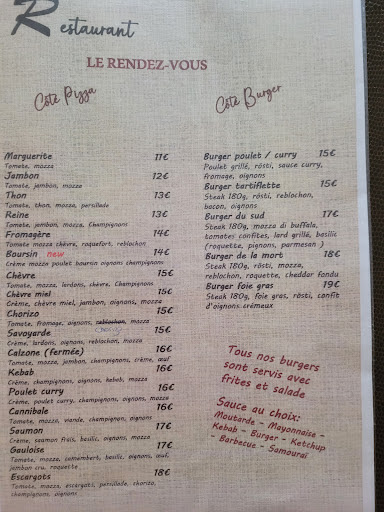 Restaurant
LE RENDEZ-VOUS
Côté Pizza
Marguerite 11€
Tomate, mozza
Jambon 12€
Tomate, jambon, mozza
Thon 13€
Tomate, thon, mozza, persillade
Reine 13€
Tomate, jambon, mozza, Champignons
Fromagère 14€
Tomate mozza chèvre, roquefort, reblochon
Boursin new 14€
Crème mozza poulet boursin oignons champignons
Chèvre 15€
Tomate, mozza, lardons, chèvre, Champignons
Chèvre miel 15€
Crème, chèvre miel, jambon, oignons, mozza
Chorizo 15€
Tomate, fromage, oignons, reblochon, mozza
Savoyarde 15€
Crème, lardons, oignons, reblochon, mozza
Calzone (fermée) 16€
Tomate, mozza, jambon, champignons, crème, œuf
Kebab 16€
Crème, champignons, oignons, kebab, mozza
Poulet curry 16€
Crème, poulet curry, champignons, oignons, mozza
Cannibale 16€
Tomate, mozza, viande, champignon, oignons
Saumon 17€
Crème, saumon frais, basilic, oignons, mozza
Gauloise 17€
Tomate, mozza, camembert, basilic, oignons, œuf,
jambon cru, raquette
Escargots 18€
Tomate, mozza, escargots, persillade, chorizo,
champignons, oignons
Côté Burger
Burger poulet / curry 15€
Poulet grillé, rösti, sauce curry,
fromage, oignons
Burger tartiflette 15€
Steak 180g, rösti, reblochon,
bacon, oignons
Burger du sud 17€
Steak 180g, mozza di buffala,
tomates confites, lard grillé, basilic
(roquette, pignons, parmesan )
Burger de la mort 18€
Steak 180g, rösti, mozza,
reblochon, raquette, cheddar fondu
Burger foie gras 19€
Steak 180g, foie gras, rösti, confit
d'oignons crémeux
Tous nos burgers
sont servis avec
frites et salade
Sauce au choix:
Moutarde - Mayonnaise -
Kebab - Burger - Ketchup
- Barbecue - Samouraï